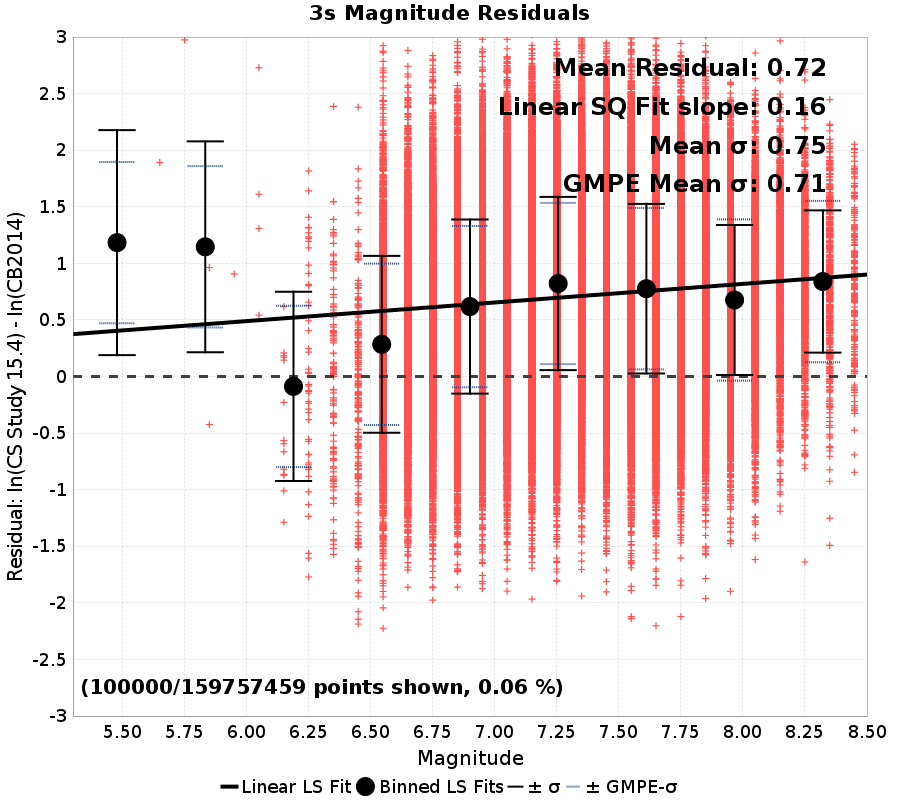 3s Magnitude Residuals
Mean Residual: 0.72
Linear SQ Fit slope: 0.16
Mean σ: 0.75
GMPE Mean σ: 0.71
Residual: ln(CS Study 15.4) - ln(CB2014)
3
2.5
2
1.5
1
0.5
0
-0.5
-1
-1.5
-2
-2.5
-3
(100000/159757459 points shown, 0.06 %)
5.50 5.75 6.00 6.25 6.50 6.75 7.00 7.25 7.50 7.75 8.00 8.25 8.50
Magnitude
Linear LS Fit Binned LS Fits ± σ ± GMPE-σ